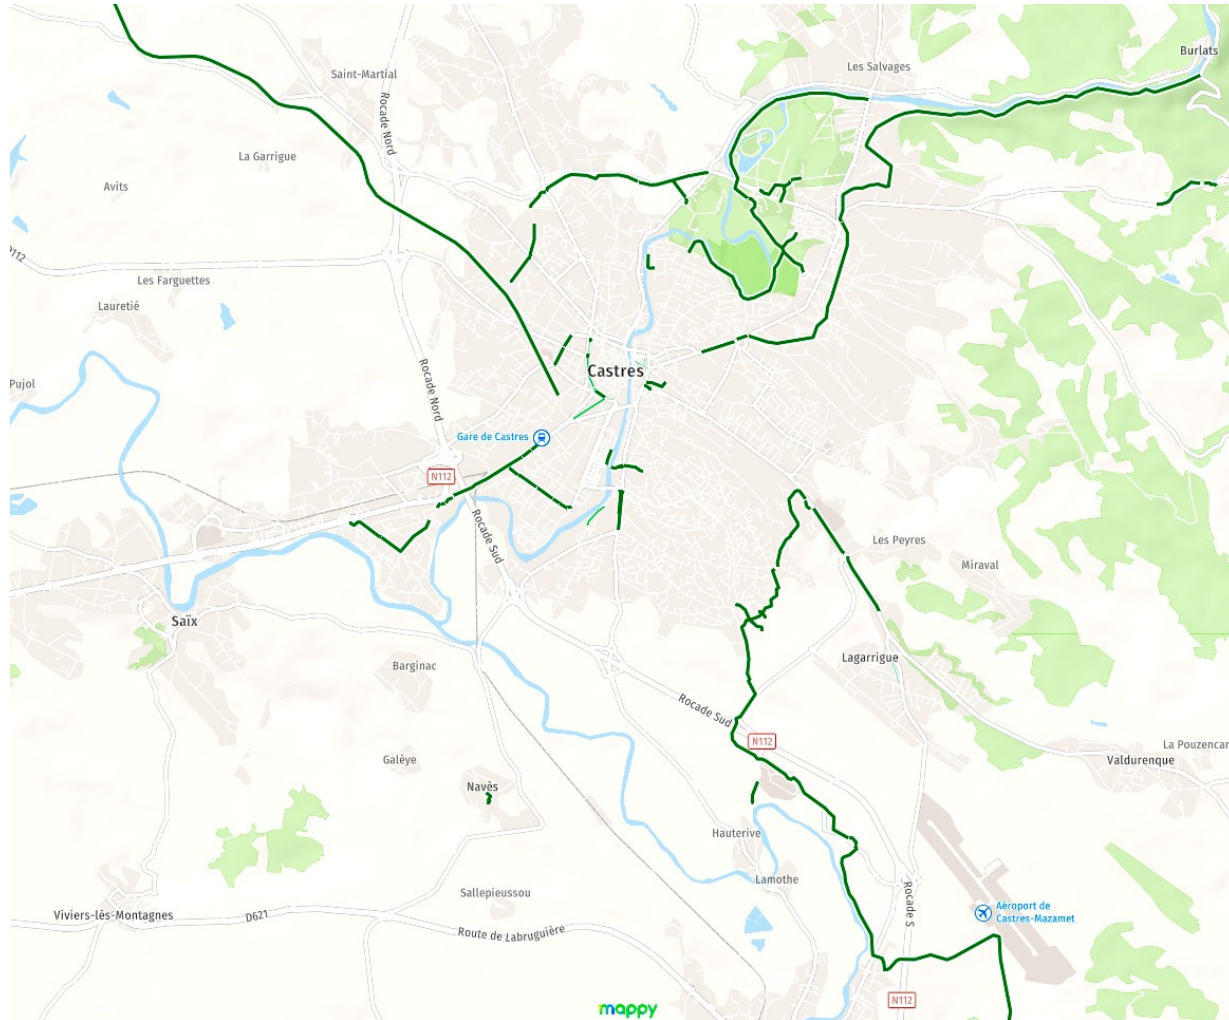 Burlats
Les Salvages
Saint-Martial
Rocade Nord
La Garrigue
Avits
Les Farguettes
Lauretié
Rocade Nord
Castres
Pujol
Gare de Castres
N112
Rocade Sud
Les Peyres
Miraval
Saïx
Lagarrigue
Barginac
Rocade Sud
N112
La Pouzencar
Valdurenque
Galèye
Navès
Hauterive
Lamothe
Sallepieussou
Rocade S
Aéroport de
Castres-Mazamet
Viviers-lès-Montagnes
D621
Route de Labruguière
N112
mappy